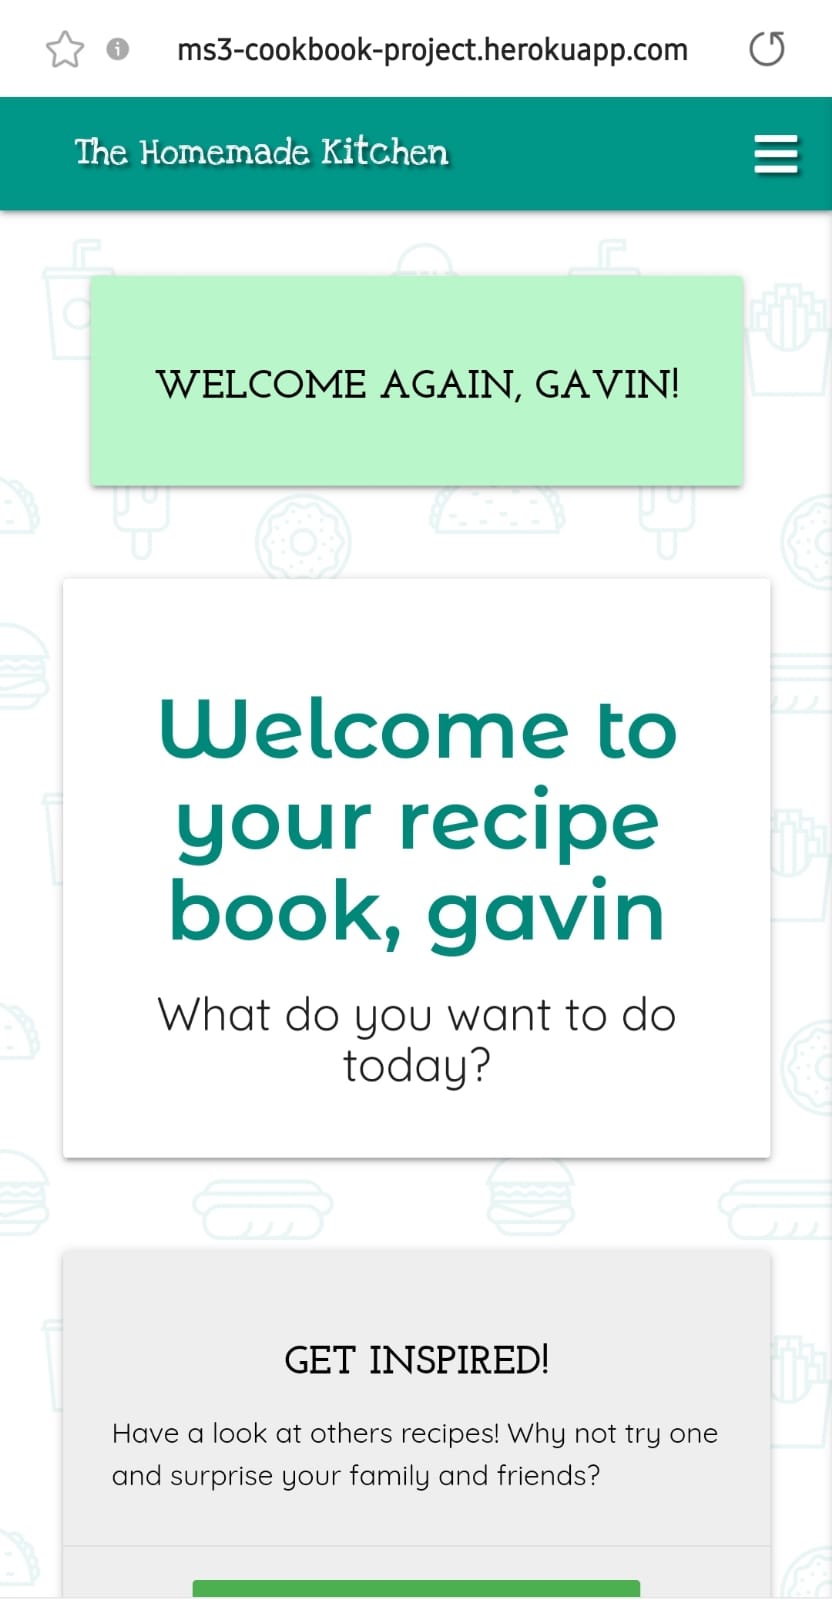 ms3-cookbook-project.herokuapp.com
The Homemade Kitchen
WELCOME AGAIN, GAVIN!
Welcome to
your recipe
book, gavin
What do you want to do
today?
GET INSPIRED!
Have a look at others recipes! Why not try one
and surprise your family and friends?